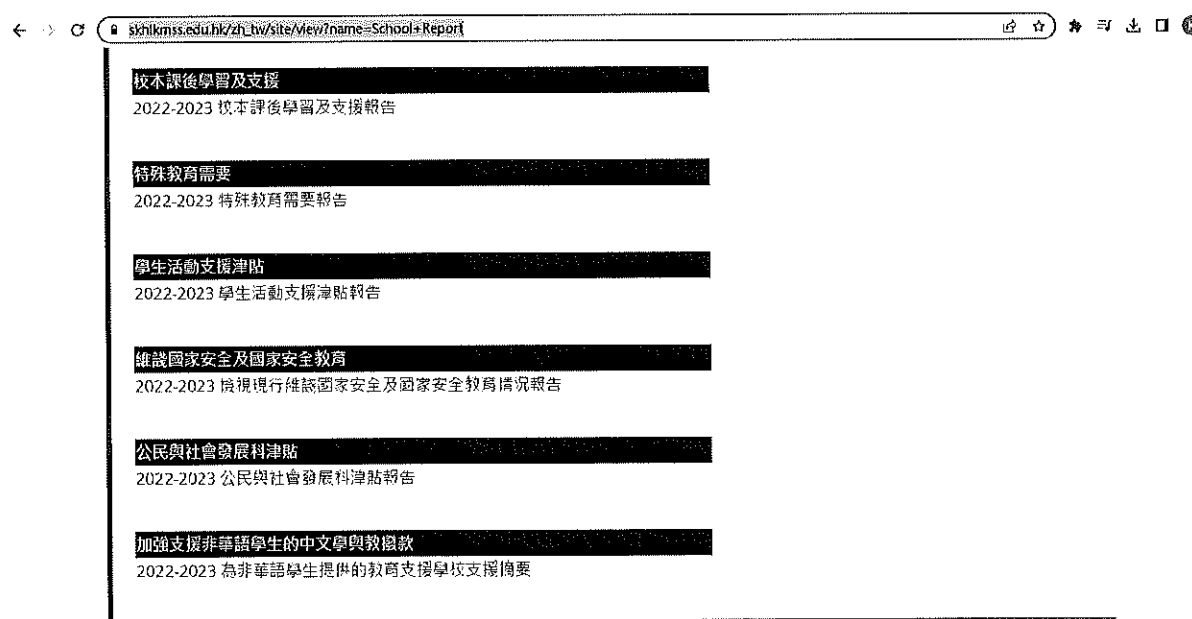 skhlkmss.edu.hk/zh_tw/site/view?name=School+Report
校本課後學習及支援
2022-2023 校本課後學習及支援報告
特殊教育需要
2022-2023 特殊教育需要報告
學生活動支援津貼
2022-2023 學生活動支援津貼報告
維護國家安全及國家安全教育
2022-2023 檢視現行維護國家安全及國家安全教育情況報告
公民與社會發展科津貼
2022-2023 公民與社會發展科津貼報告
加強支援非華語學生的中文學與教撥款
2022-2023 為非華語學生提供的教育支援學校支援摘要